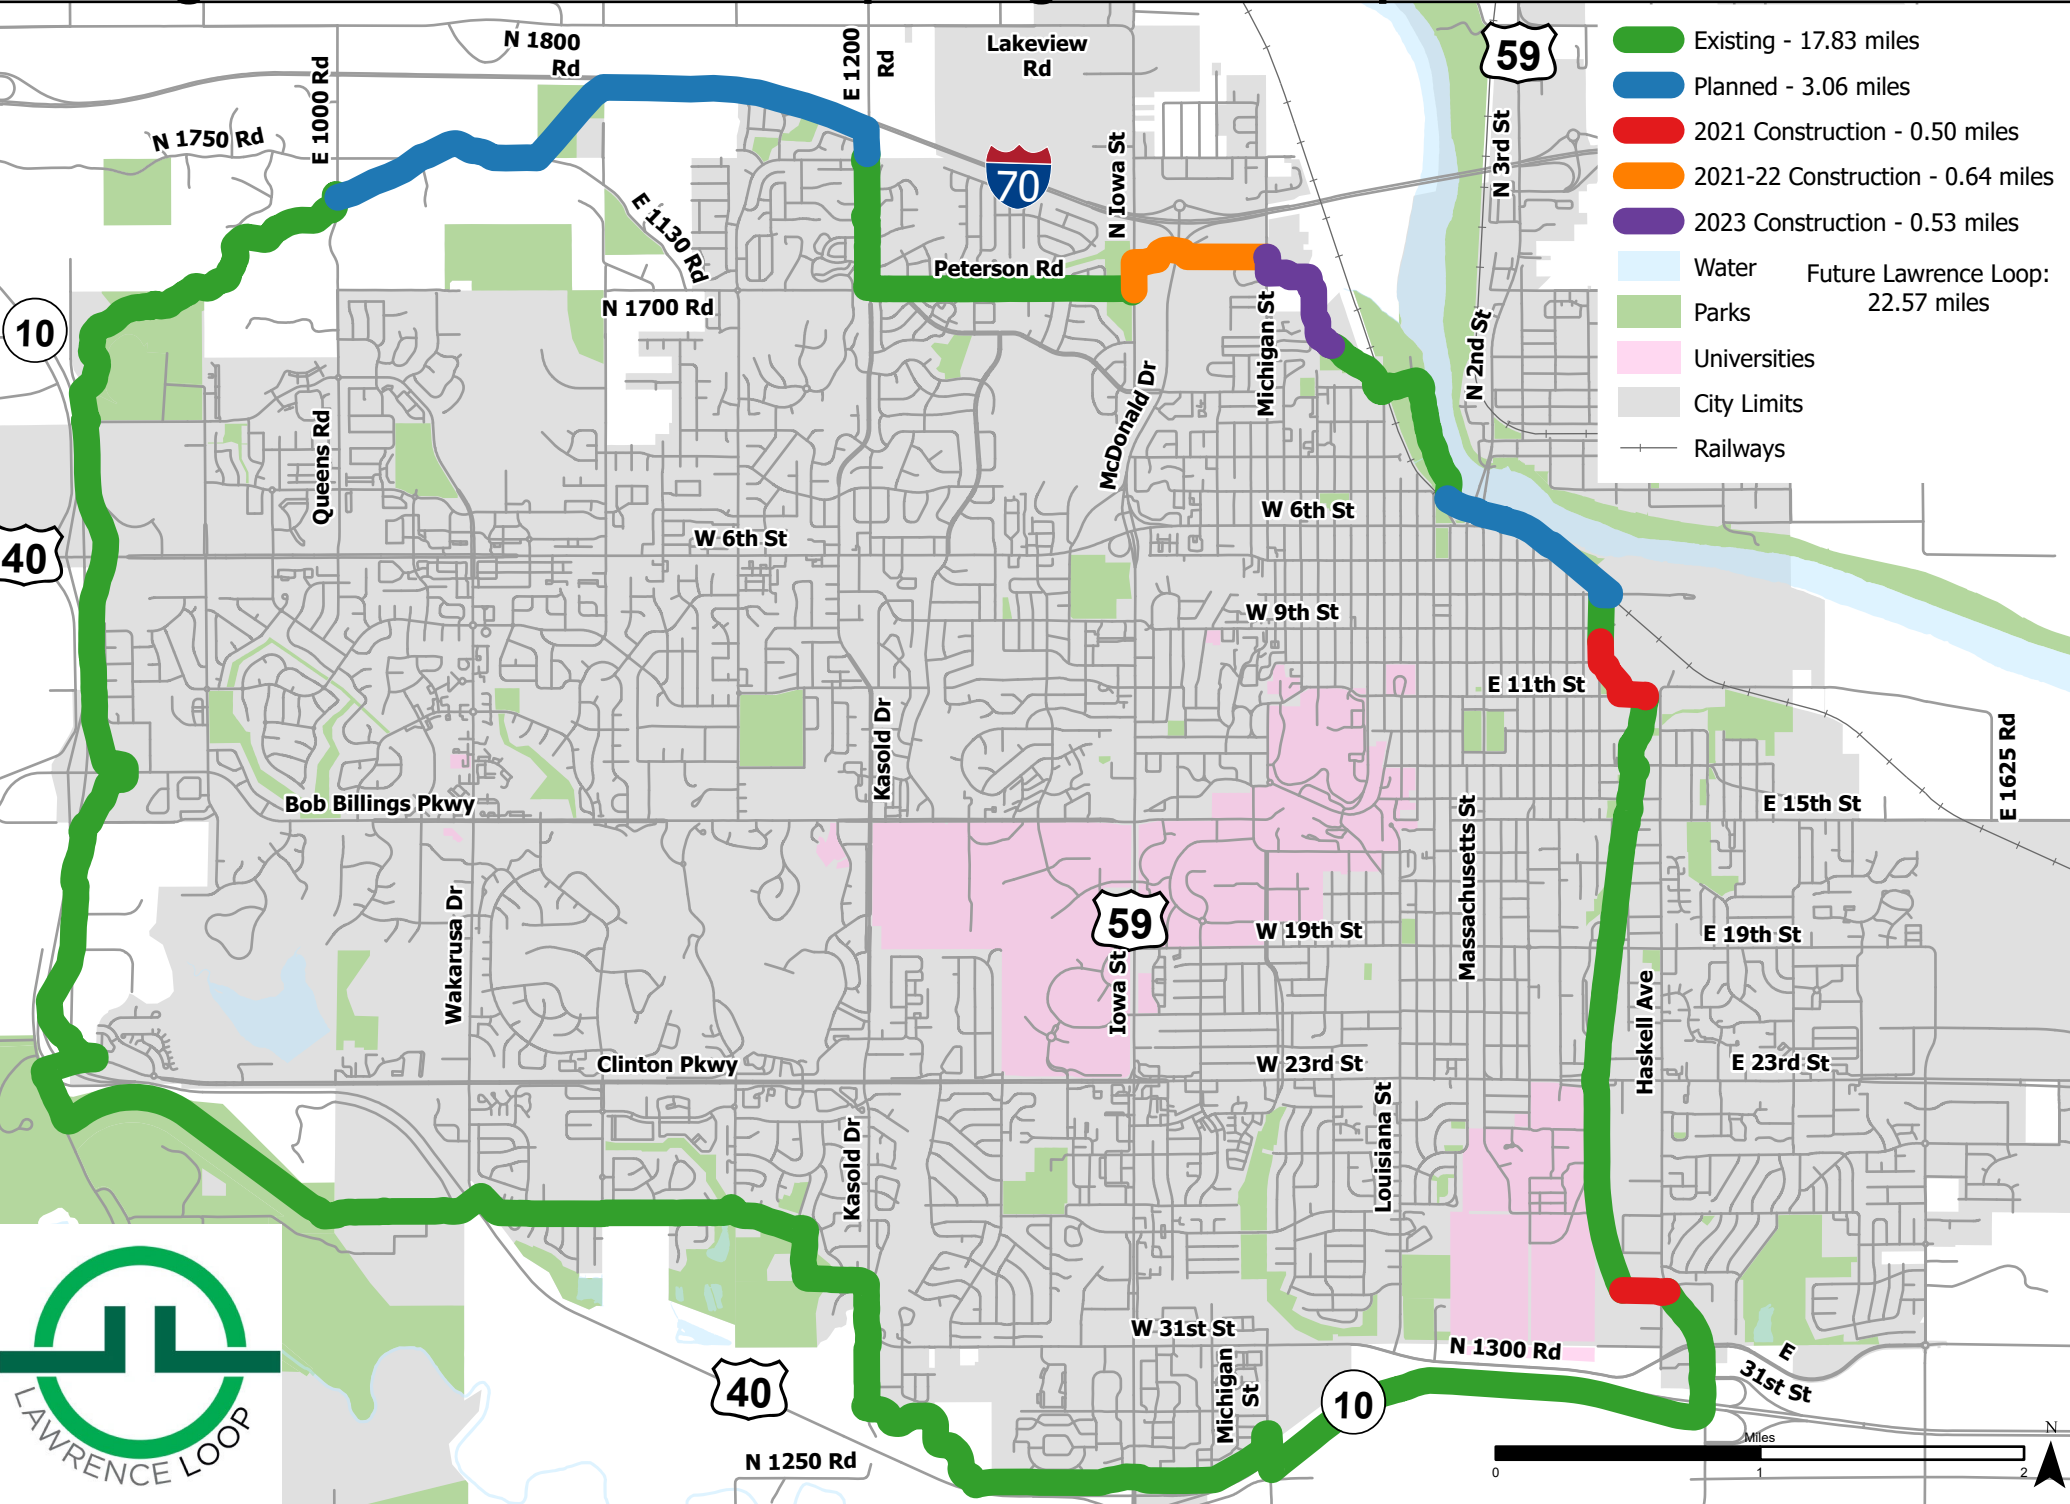 N 1800
Rd
E 1200
Rd
Lakeview
Rd
59
Existing - 17.83 miles
Planned - 3.06 miles
2021 Construction - 0.50 miles
2021-22 Construction - 0.64 miles
2023 Construction - 0.53 miles
Water
Parks
Universities
City Limits
Railways
Future Lawrence Loop:
22.57 miles
E 1000 Rd
N 1750 Rd
E 1130 Rd
70
N Iowa St
N 3rd St
Peterson Rd
N 1700 Rd
10
Queens Rd
McDonald Dr
Michigan St
N 2nd St
40
W 6th St
W 6th St
W 9th St
E 11th St
Kasold Dr
Bob Billings Pkwy
E 15th St
E 1625 Rd
Massachusetts St
Wakarusa Dr
59
Iowa St
W 19th St
E 19th St
Haskell Ave
Clinton Pkwy
W 23rd St
E 23rd St
Louisiana St
Kasold Dr
W 31st St
N 1300 Rd
E
31st St
Michigan
St
40
10
N 1250 Rd
LAWRENCE LOOP
Miles
0
1
2
N